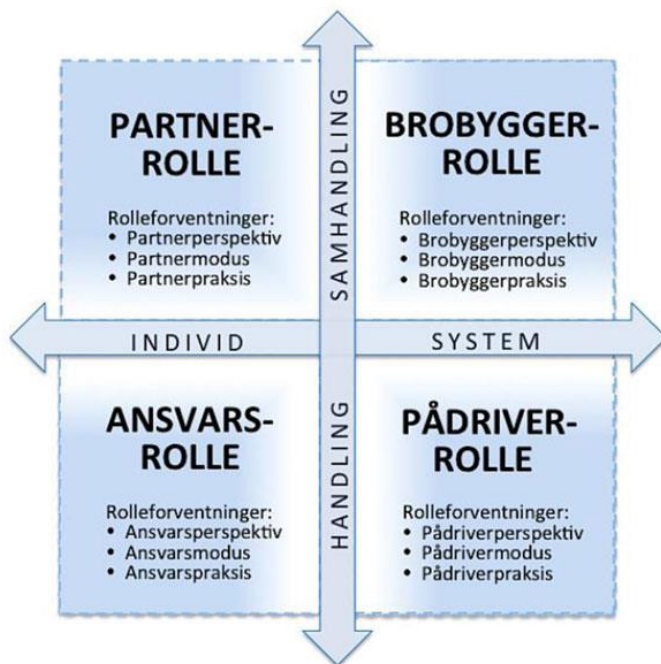 SAMHANDLING
PARTNER-
ROLLE
Rolleforventninger:
• Partnerperspektiv
• Partnermodus
• Partnerpraksis
BROBYGGER-
ROLLE
Rolleforventninger:
• Brobyggerperspektiv
• Brobyggermodus
• Brobyggerpraksis
INDIVID
SYSTEM
ANSVARS-
ROLLE
Rolleforventninger:
• Ansvarsperspektiv
• Ansvarsmodus
• Ansvarspraksis
HANDLING
PÅDRIVER-
ROLLE
Rolleforventninger:
• Pådriverperspektiv
• Pådrivermodus
• Pådriverpraksis